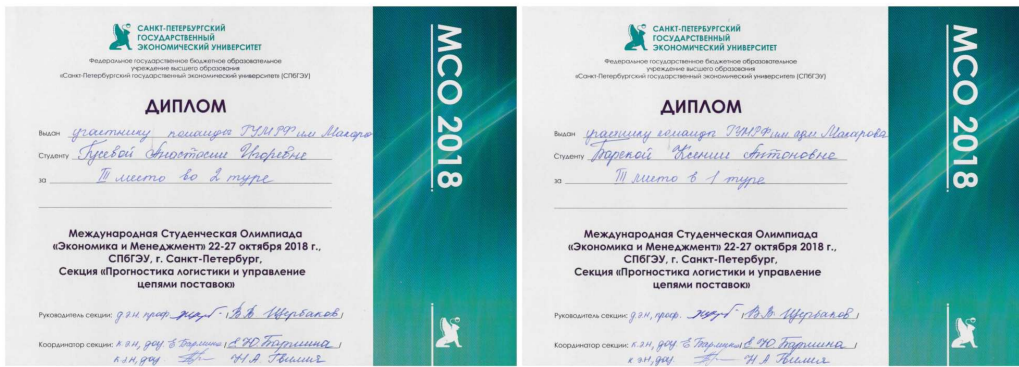 САНКТ-ПЕТЕРБУРГСКИЙ
ГОСУДАРСТВЕННЫЙ
ЭКОНОМИЧЕСКИЙ УНИВЕРСИТЕТ
Федеральное государственное бюджетное образовательное
учреждение высшего образования
«Санкт-Петербургский государственный экономический университет» (СПбГЭУ)
ДИПЛОМ
Выдан участнику команды ГУМРФ им Макаро
Студенту Гусевой Анастасии Игоревне
за III место во 2 туре
Международная Студенческая Олимпиада
«Экономика и Менеджмент» 22-27 октября 2018 г.,
СПбГЭУ, г. Санкт-Петербург,
Секция «Прогностика логистики и управление
цепями поставок»
Руководитель секции: д.э.н, проф. В.В. Щербаков
Координатор секции: к.э.н, доц.
к.э.н, доц.
МСО 2018
САНКТ-ПЕТЕРБУРГСКИЙ
ГОСУДАРСТВЕННЫЙ
ЭКОНОМИЧЕСКИЙ УНИВЕРСИТЕТ
Федеральное государственное бюджетное образовательное
учреждение высшего образования
«Санкт-Петербургский государственный экономический университет» (СПбГЭУ)
ДИПЛОМ
Выдан участнику команды ГУМРФ им. адм Макарова
Студенту Ксении Антоновне
за III место в 1 туре
Международная Студенческая Олимпиада
«Экономика и Менеджмент» 22-27 октября 2018 г.,
СПбГЭУ, г. Санкт-Петербург,
Секция «Прогностика логистики и управление
цепями поставок»
Руководитель секции: д.э.н, проф. В.В. Щербаков
Координатор секции: к.э.н, доц.
к.э.н, доц.
МСО 2018